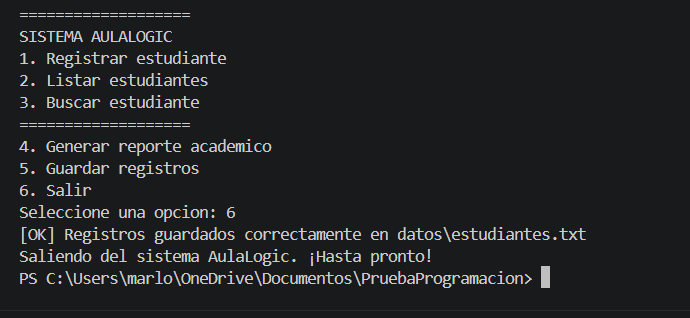 ===================
SISTEMA AULALOGIC
1. Registrar estudiante
2. Listar estudiantes
3. Buscar estudiante
===================
4. Generar reporte academico
5. Guardar registros
6. Salir
Seleccione una opcion: 6
[OK] Registros guardados correctamente en datos\estudiantes.txt
Saliendo del sistema AulaLogic. ¡Hasta pronto!
PS C:\Users\marlo\OneDrive\Documentos\PruebaProgramacion>